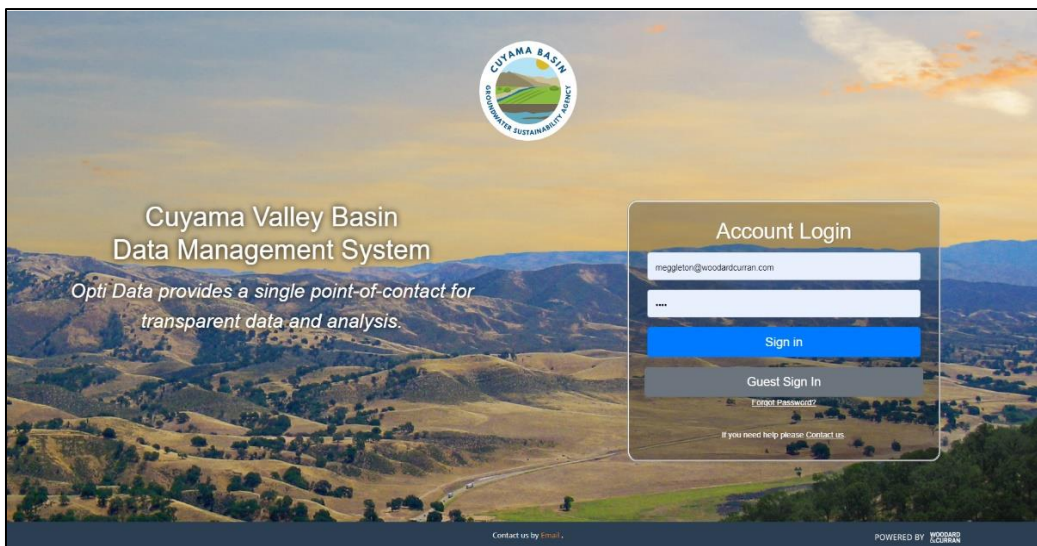 CUYAMA BASIN
GROUNDWATER SUSTAINABILITY AGENCY
Cuyama Valley Basin
Data Management System
Opti Data provides a single point-of-contact for
transparent data and analysis.
Account Login
meggleton@woodardcurran.com
••••
Sign in
Guest Sign In
Forgot Password?
If you need help please Contact us
Contact us by Email .
POWERED BY WOODARD
&CURRAN